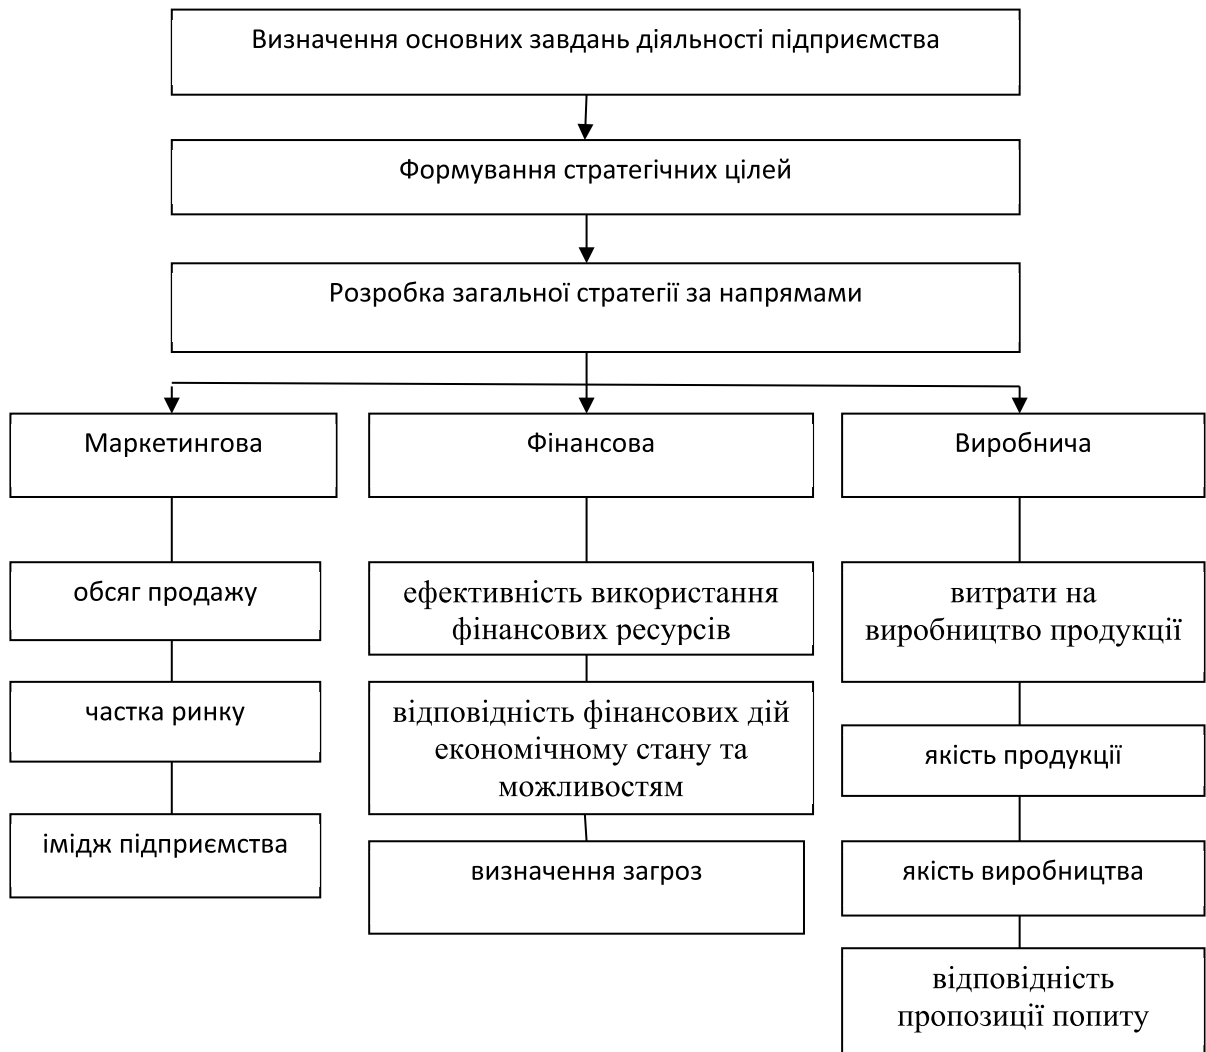 Визначення основних завдань діяльності підприємства
Формування стратегічних цілей
Розробка загальної стратегії за напрямами
Маркетингова
Фінансова
Виробнича
обсяг продажу
частка ринку
імідж підприємства
ефективність використання
фінансових ресурсів
відповідність фінансових дій
економічному стану та
можливостям
визначення загроз
витрати на
виробництво продукції
якість продукції
якість виробництва
відповідність
пропозиції попиту